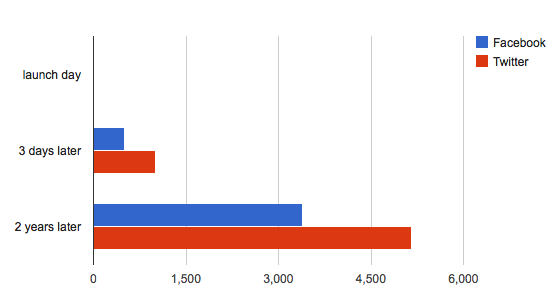 Facebook
Twitter
launch day
3 days later
2 years later
0 1,500 3,000 4,500 6,000